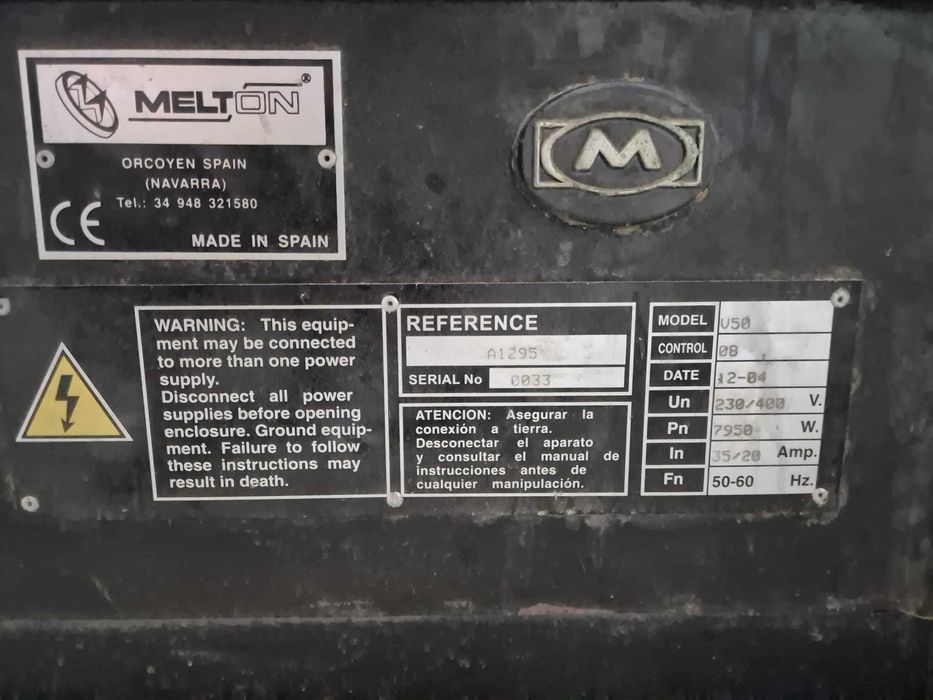 MELTON®
ORCOYEN SPAIN
(NAVARRA)
Tel.: 34 948 321580
CE
MADE IN SPAIN
M
WARNING: This equip-
ment may be connected
to more than one power
supply.
Disconnect all power
supplies before opening
enclosure. Ground equip-
ment. Failure to follow
these instructions may
result in death.
REFERENCE
A1295
SERIAL No 0033
ATENCION: Asegurar la
conexión a tierra.
Desconectar el aparato
y consultar el manual de
instrucciones antes de
cualquier manipulación.
MODEL V50
CONTROL 08
DATE 12-04
Un 230/400 V.
Pn 7950 W.
In 35/20 Amp.
Fn 50-60 Hz.